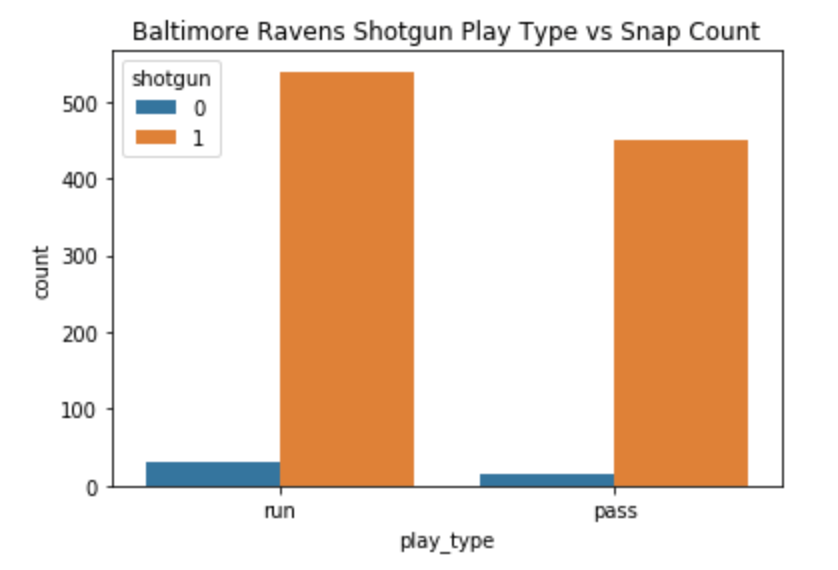 Baltimore Ravens Shotgun Play Type vs Snap Count
shotgun
0
1
500
400
300
200
100
0
count
run pass
play_type